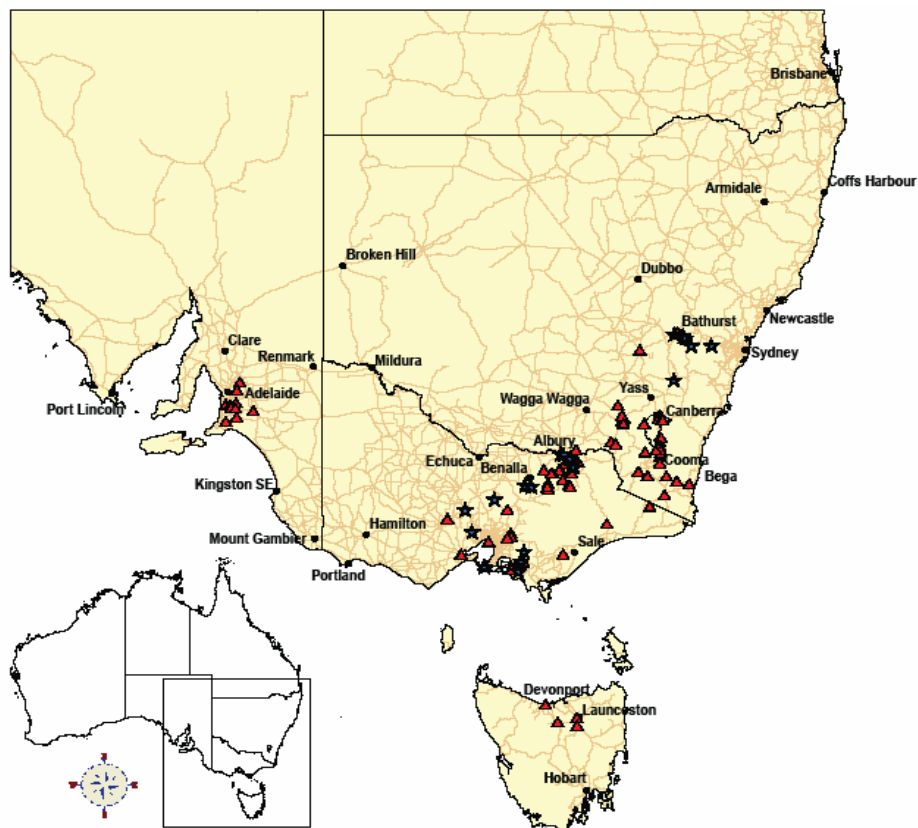 Brisbane
Coffs Harbour
Armidale
Broken Hill
Dubbo
Newcastle
Bathurst
Clare
Sydney
Renmark
Mildura
Yass
Adelaide
Wagga Wagga
Port Lincoln
Canberra
Albury
Echuca
Cooma
Benalla
Bega
Kingston SE
Hamilton
Mount Gambier
Sale
Portland
Devonport
Launceston
Hobart